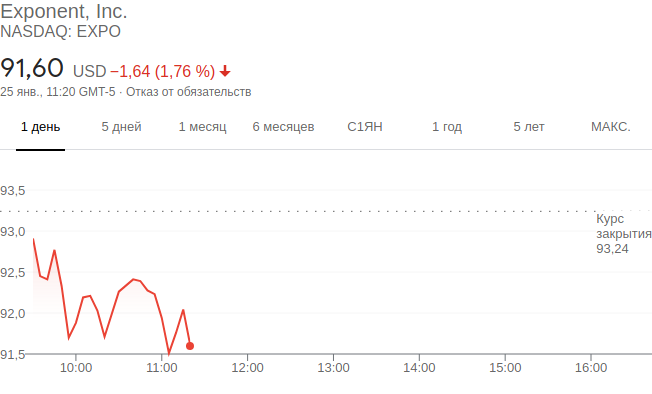 Exponent, Inc.
NASDAQ: EXPO
91,60 USD −1,64 (1,76 %)
25 янв., 11:20 GMT-5 · Отказ от обязательств
1 день 5 дней 1 месяц 6 месяцев С1ЯН 1 год 5 лет МАКС.
93,5
Курс
закрытия
93,24
93,0
92,5
92,0
91,5
10:00 11:00 12:00 13:00 14:00 15:00 16:00